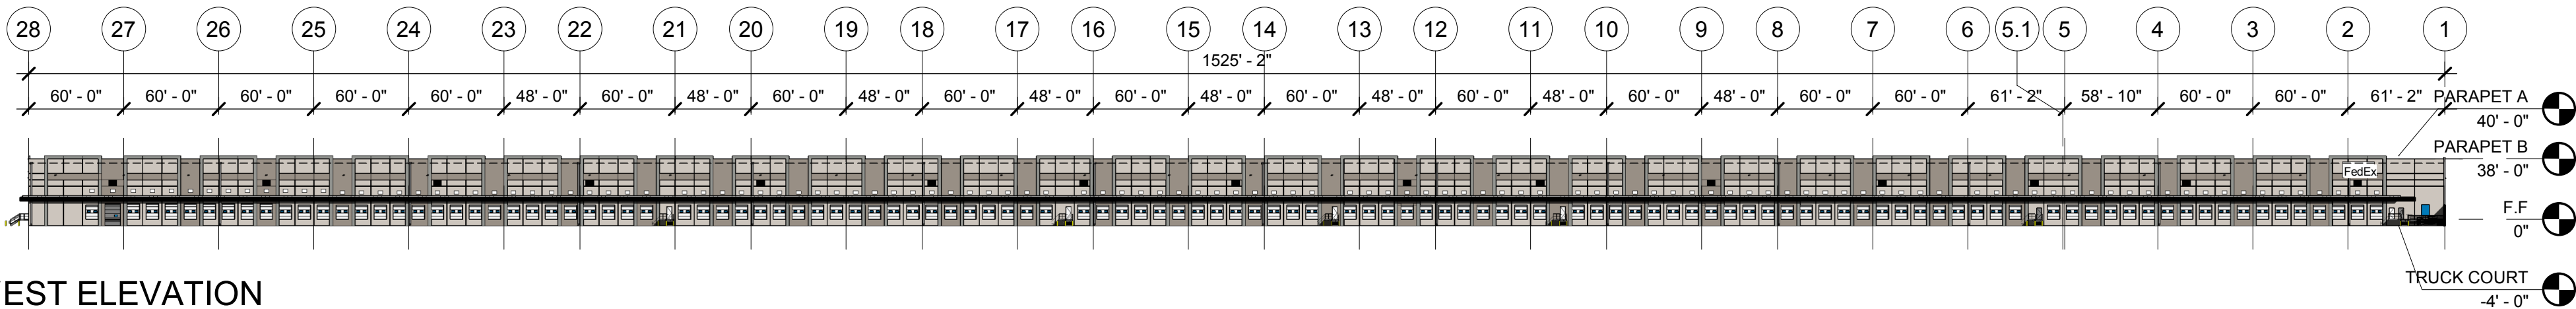 28 27 26 25 24 23 22 21 20 19 18 17 16 15 14 13 12 11 10 9 8 7 6 5.1 5 4 3 2 1
1525' - 2"
60' - 0" 60' - 0" 60' - 0" 60' - 0" 60' - 0" 48' - 0" 60' - 0" 48' - 0" 60' - 0" 48' - 0" 60' - 0" 48' - 0" 60' - 0" 48' - 0" 60' - 0" 48' - 0" 60' - 0" 48' - 0" 60' - 0" 48' - 0" 60' - 0" 60' - 0" 61' - 2" 58' - 10" 60' - 0" 60' - 0" 61' - 2"
PARAPET A
40' - 0"
PARAPET B
38' - 0"
FedEx
F.F
0"
TRUCK COURT
-4' - 0"
EST ELEVATION